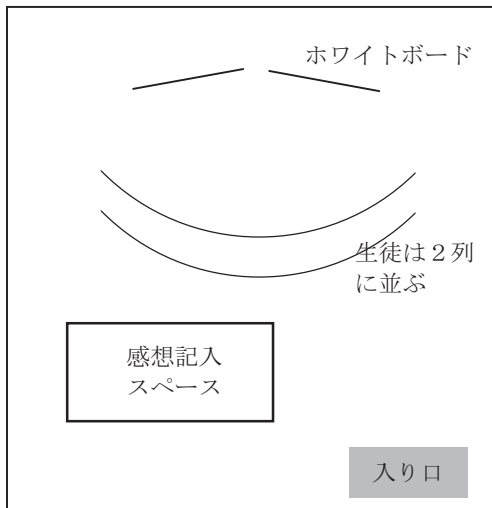 ホワイトボード
生徒は２列
に並ぶ
感想記入
スペース
入り口